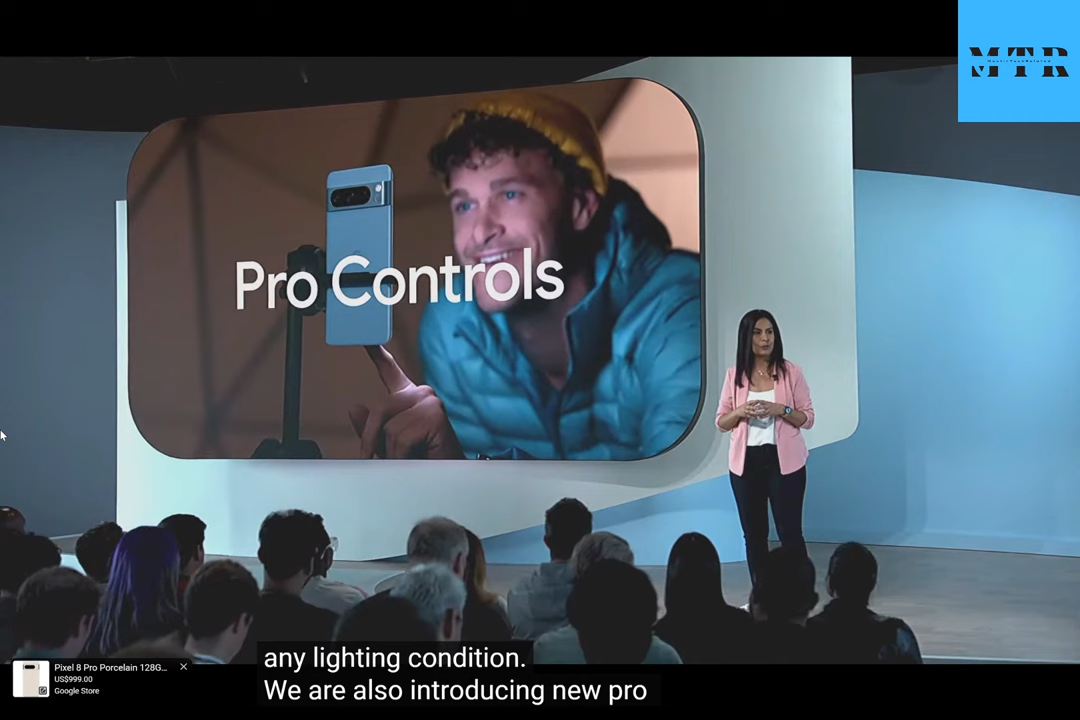 MTR
Pro Controls
any lighting condition.
We are also introducing new pro
Pixel 8 Pro Porcelain 128G...
US$999.00
Google Store